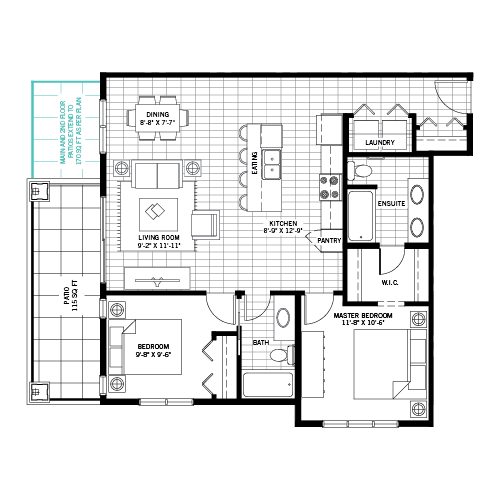 MAIN AND 2ND FLOOR
PATIOS EXTEND TO
170 SQ FT AS PER PLAN
DINING
8'-8" X 7'-7"
EATING
LAUNDRY
ENSUITE
KITCHEN
8'-9" X 12'-9"
PANTRY
LIVING ROOM
9'-2" X 11'-11"
PATIO
115 SQ FT
W.I.C.
MASTER BEDROOM
11'-8" X 10'-6"
BEDROOM
9'-8" X 9'-6"
BATH